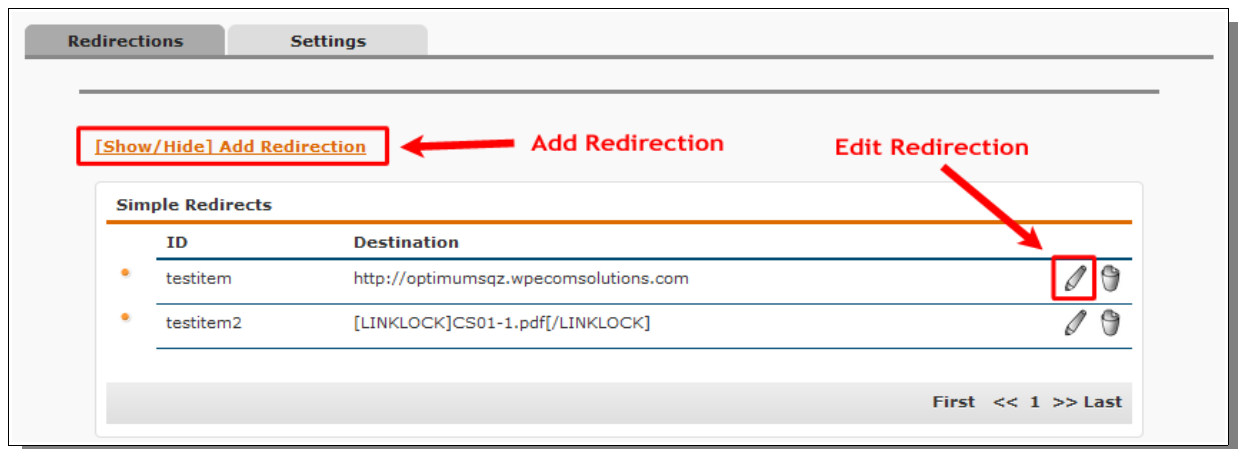 Redirections Settings
[Show/Hide] Add Redirection Add Redirection Edit Redirection
Simple Redirects
ID Destination
testitem http://optimumsqz.wpecomsolutions.com
testitem2 [LINKLOCK]CS01-1.pdf[/LINKLOCK]
First << 1 >> Last